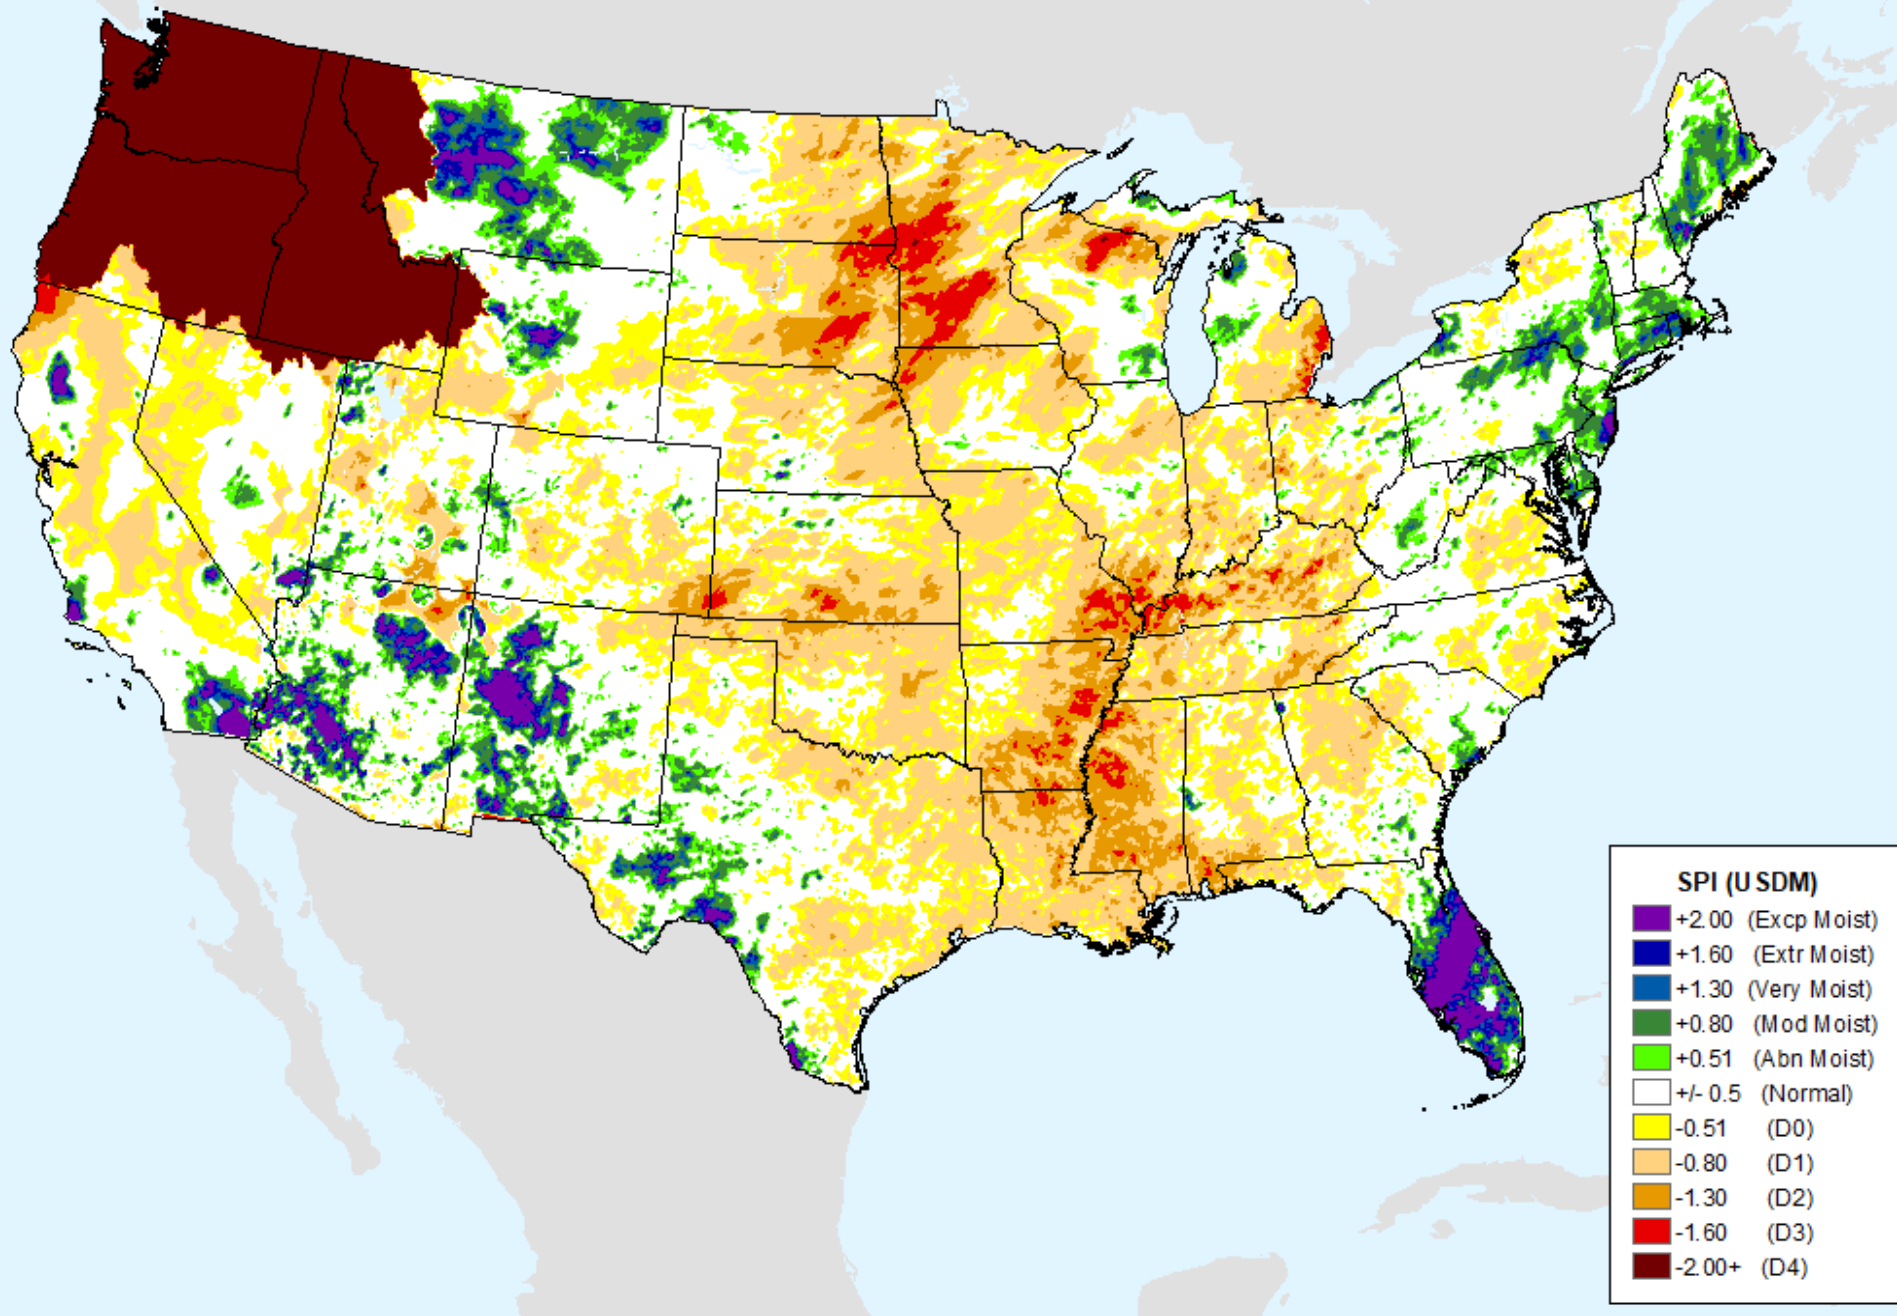 SPI (USDM)
+2.00 (Excp Moist)
+1.60 (Extr Moist)
+1.30 (Very Moist)
+0.80 (Mod Moist)
+0.51 (Abn Moist)
+/- 0.5 (Normal)
-0.51 (D0)
-0.80 (D1)
-1.30 (D2)
-1.60 (D3)
-2.00+ (D4)